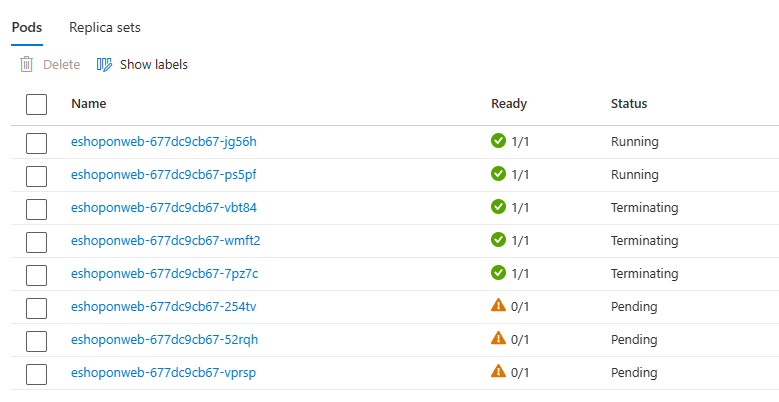 Pods Replica sets
Delete Show labels
Name Ready Status
eshoponweb-677dc9cb67-jg56h 1/1 Running
eshoponweb-677dc9cb67-ps5pf 1/1 Running
eshoponweb-677dc9cb67-vbt84 1/1 Terminating
eshoponweb-677dc9cb67-wmft2 1/1 Terminating
eshoponweb-677dc9cb67-7pz7c 1/1 Terminating
eshoponweb-677dc9cb67-254tv 0/1 Pending
eshoponweb-677dc9cb67-52rqh 0/1 Pending
eshoponweb-677dc9cb67-vprsp 0/1 Pending